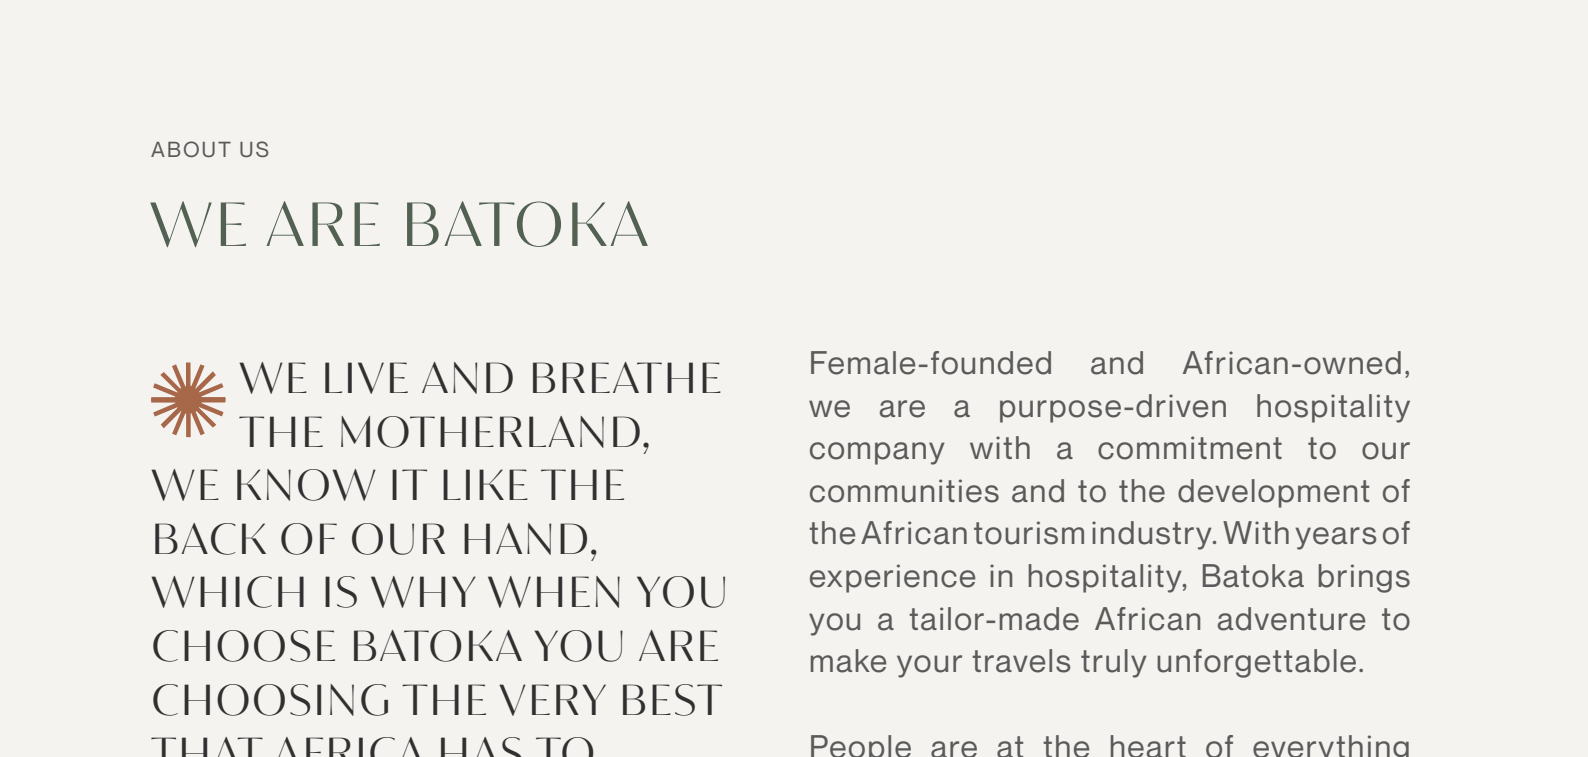 ABOUT US
WE ARE BATOKA
WE LIVE AND BREATHE
THE MOTHERLAND,
WE KNOW IT LIKE THE
BACK OF OUR HAND,
WHICH IS WHY WHEN YOU
CHOOSE BATOKA YOU ARE
CHOOSING THE VERY BEST
THAT AFRICA HAS TO
Female-founded and African-owned,
we are a purpose-driven hospitality
company with a commitment to our
communities and to the development of
the African tourism industry. With years of
experience in hospitality, Batoka brings
you a tailor-made African adventure to
make your travels truly unforgettable.
People are at the heart of everything